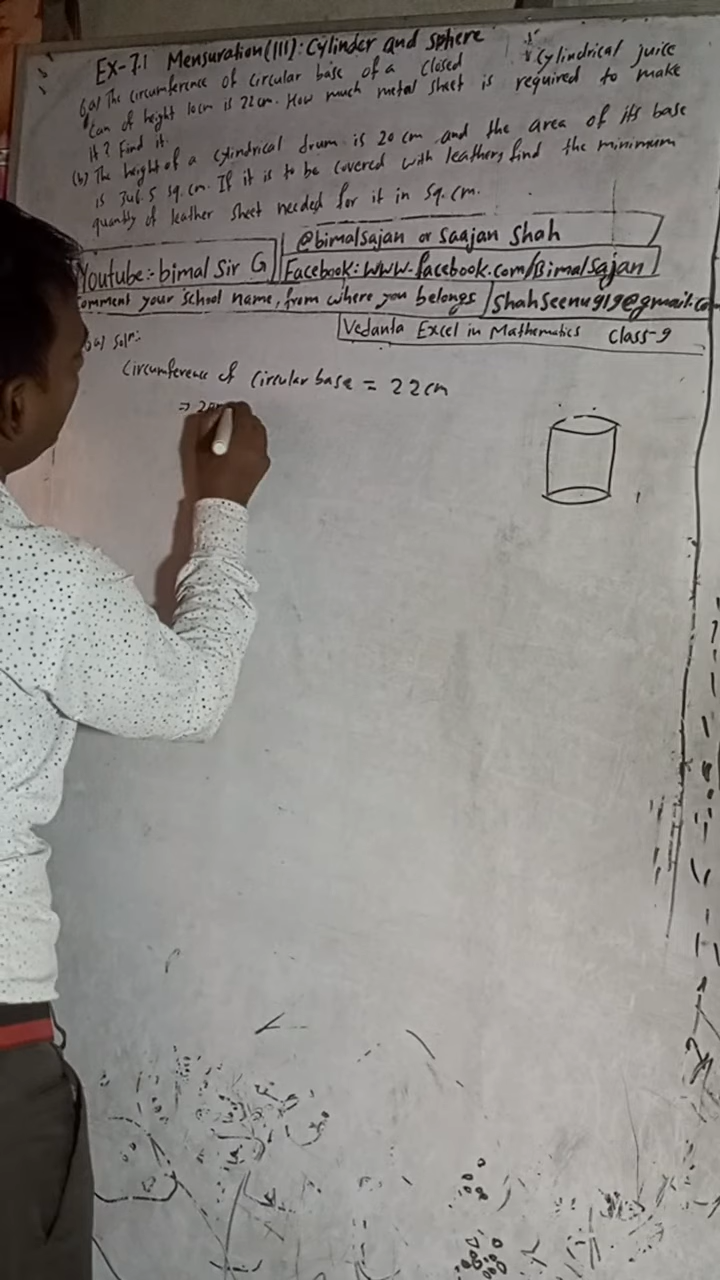 Ex-7.1 Mensuration(III): Cylinder and sphere
6.a) The circumference of circular base of a closed cylindrical juice
can of height 10cm is 22cm. How much metal sheet is required to make
it? Find it.
(b) The height of a cylindrical drum is 20 cm and the area of its base
is 346.5 sq.cm. If it is to be covered with leather, find the minimum
quantity of leather sheet needed for it in sq.cm.
@bimalsajan or Saajan Shah
Youtube:- bimal Sir G
Facebook: www.facebook.com/Bimalsajan
comment your school name, from where you belongs
shahseenu919@gmail.com
Vedanta Excel in Mathematics Class-9
6a) Soln:
Circumference of circular base = 22cm
⇒ 2